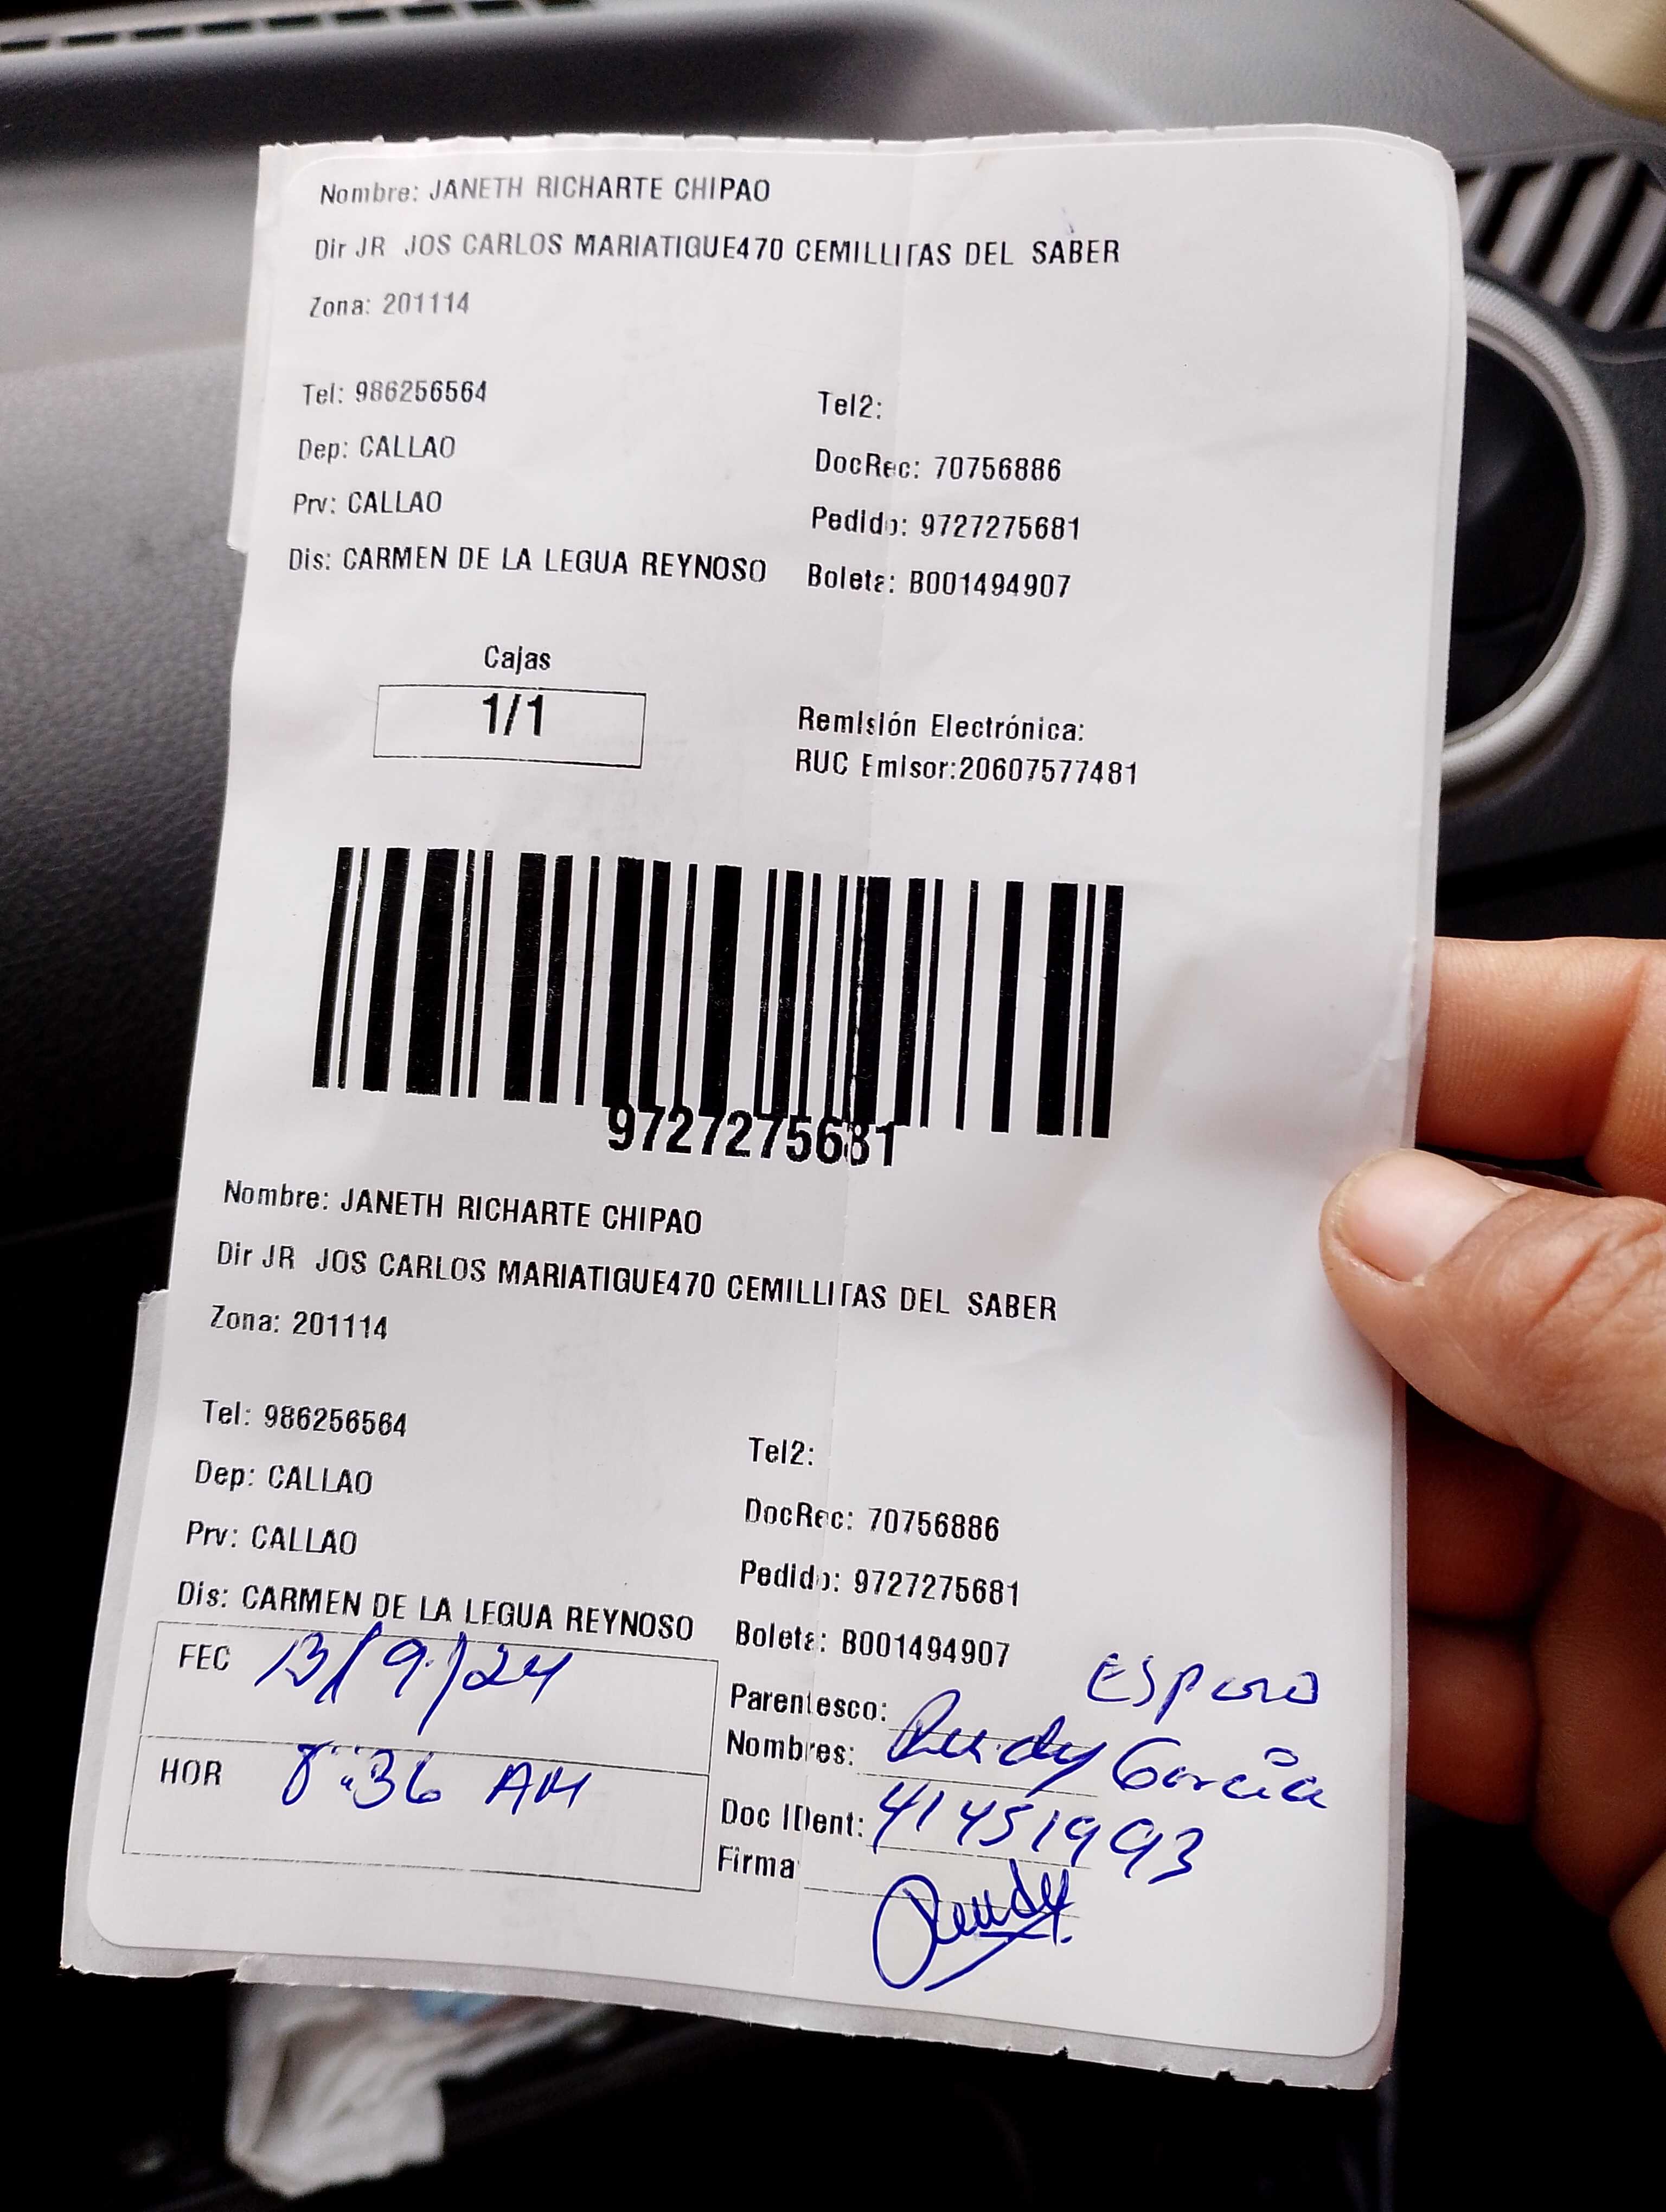 Nombre: JANETH RICHARTE CHIPAO
Dir JR JOS CARLOS MARIATIGUE470 CEMILLITAS DEL SABER
Zona: 201114
Tel: 986256564
Tel2:
Dep: CALLAO
DocRec: 70756886
Prv: CALLAO
Pedido: 9727275681
Dis: CARMEN DE LA LEGUA REYNOSO
Boleta: B001494907
Cajas
1/1
Remisión Electrónica:
RUC Emisor:20607577481
9727275681
Nombre: JANETH RICHARTE CHIPAO
Dir JR JOS CARLOS MARIATIGUE470 CEMILLITAS DEL SABER
Zona: 201114
Tel: 986256564
Tel2:
Dep: CALLAO
DocRec: 70756886
Prv: CALLAO
Pedido: 9727275681
Dis: CARMEN DE LA LEGUA REYNOSO
Boleta: B001494907
FEC 13/9/24
Parentesco: Esposo
Nombres: Rudy García
HOR 8:36 AM
Doc IDent: 41451993
Firma Rudy